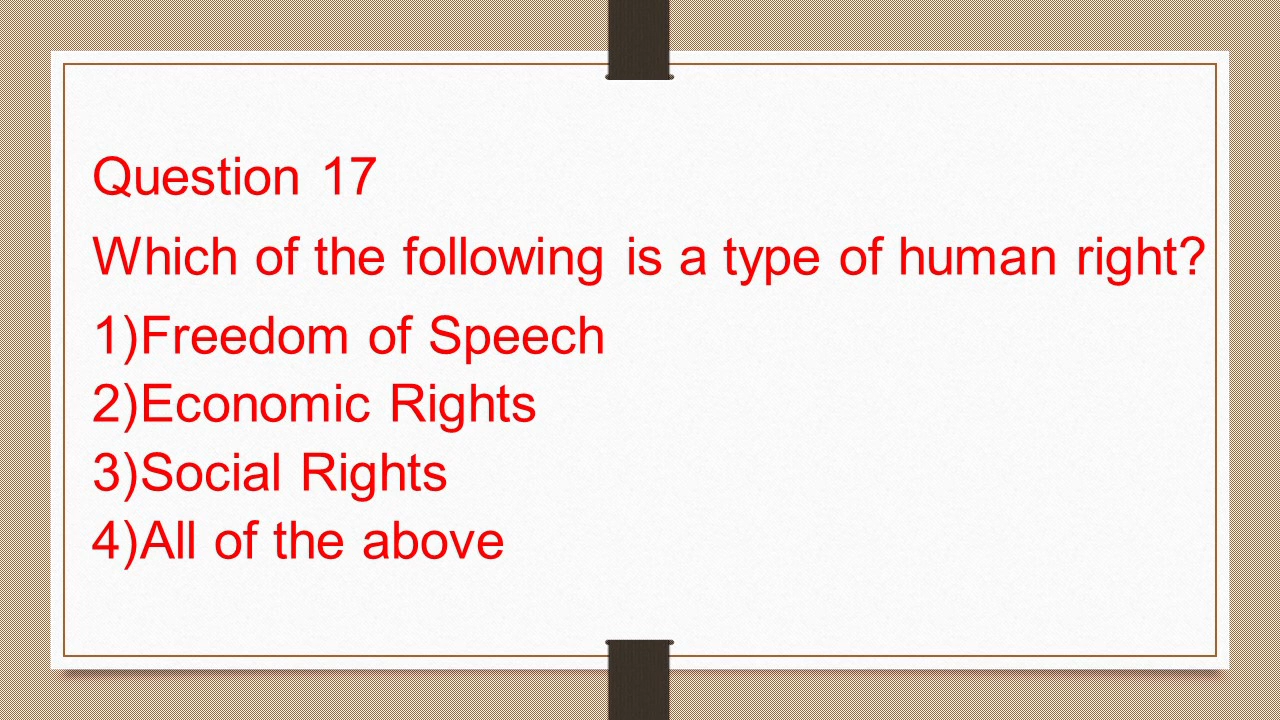 Question 17
Which of the following is a type of human right?
1)Freedom of Speech
2)Economic Rights
3)Social Rights
4)All of the above